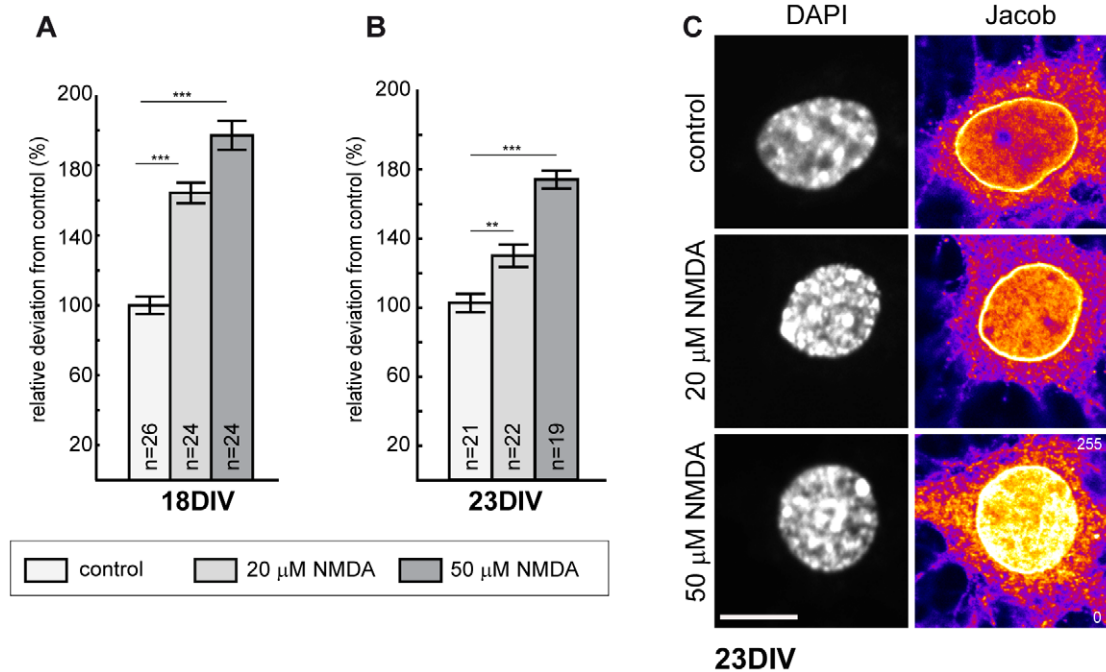 A
relative deviation from control (%)
200
180
140
100
60
20
***
***
n=26
n=24
n=24
18DIV
B
relative deviation from control (%)
200
180
140
100
60
20
***
**
n=21
n=22
n=19
23DIV
control
20 μM NMDA
50 μM NMDA
C
DAPI
Jacob
control
20 μM NMDA
50 μM NMDA
255
0
23DIV